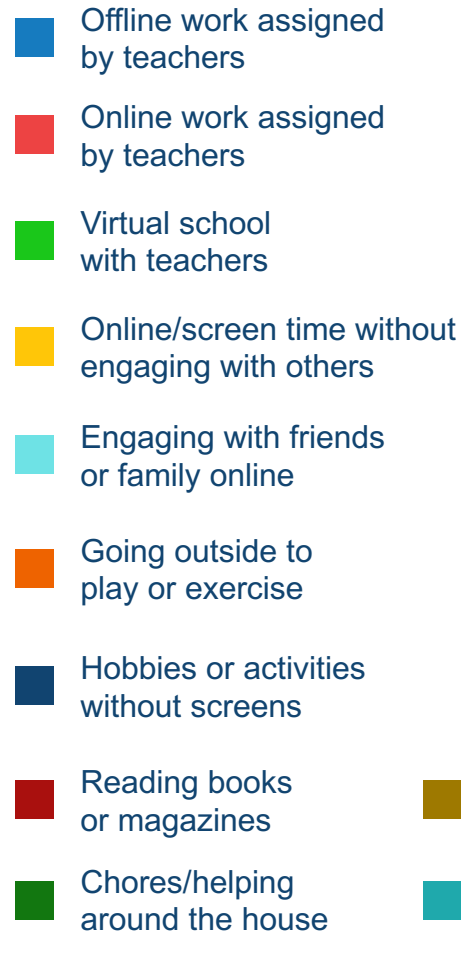 Offline work assigned
by teachers
Online work assigned
by teachers
Virtual school
with teachers
Online/screen time without
engaging with others
Engaging with friends
or family online
Going outside to
play or exercise
Hobbies or activities
without screens
Reading books
or magazines
Chores/helping
around the house